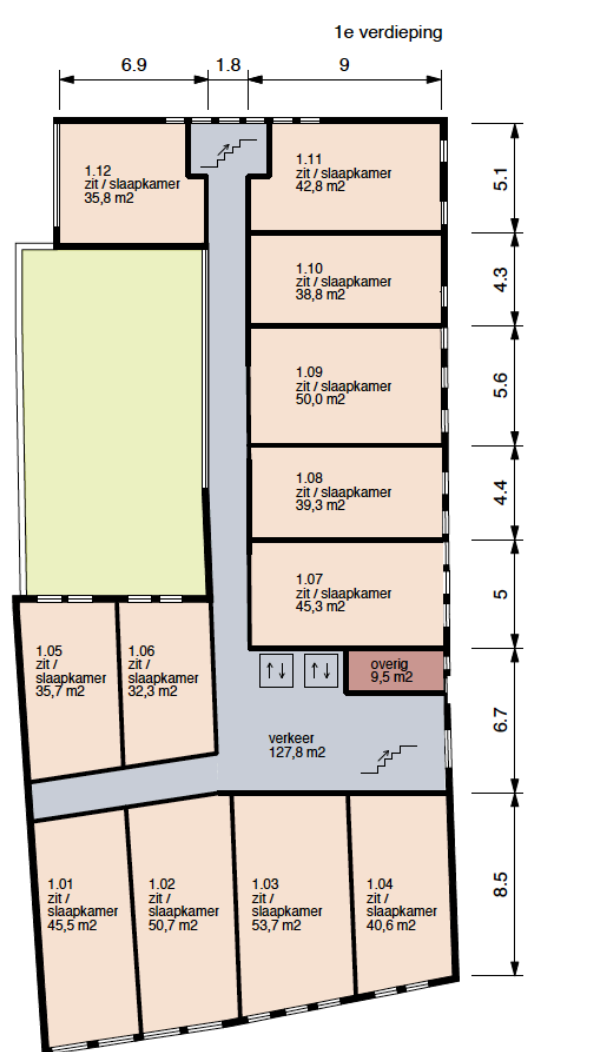 1e verdieping
6.9 1.8 9
1.12
zit / slaapkamer
35,8 m2
1.11
zit / slaapkamer
42,8 m2
5.1
1.10
zit / slaapkamer
38,8 m2
4.3
1.09
zit / slaapkamer
50,0 m2
5.6
1.08
zit / slaapkamer
39,3 m2
4.4
1.07
zit / slaapkamer
45,3 m2
5
1.05
zit /
slaapkamer
35,7 m2
1.06
zit /
slaapkamer
32,3 m2
overig
9,5 m2
verkeer
127,8 m2
6.7
1.01
zit /
slaapkamer
45,5 m2
1.02
zit /
slaapkamer
50,7 m2
1.03
zit /
slaapkamer
53,7 m2
1.04
zit /
slaapkamer
40,6 m2
8.5